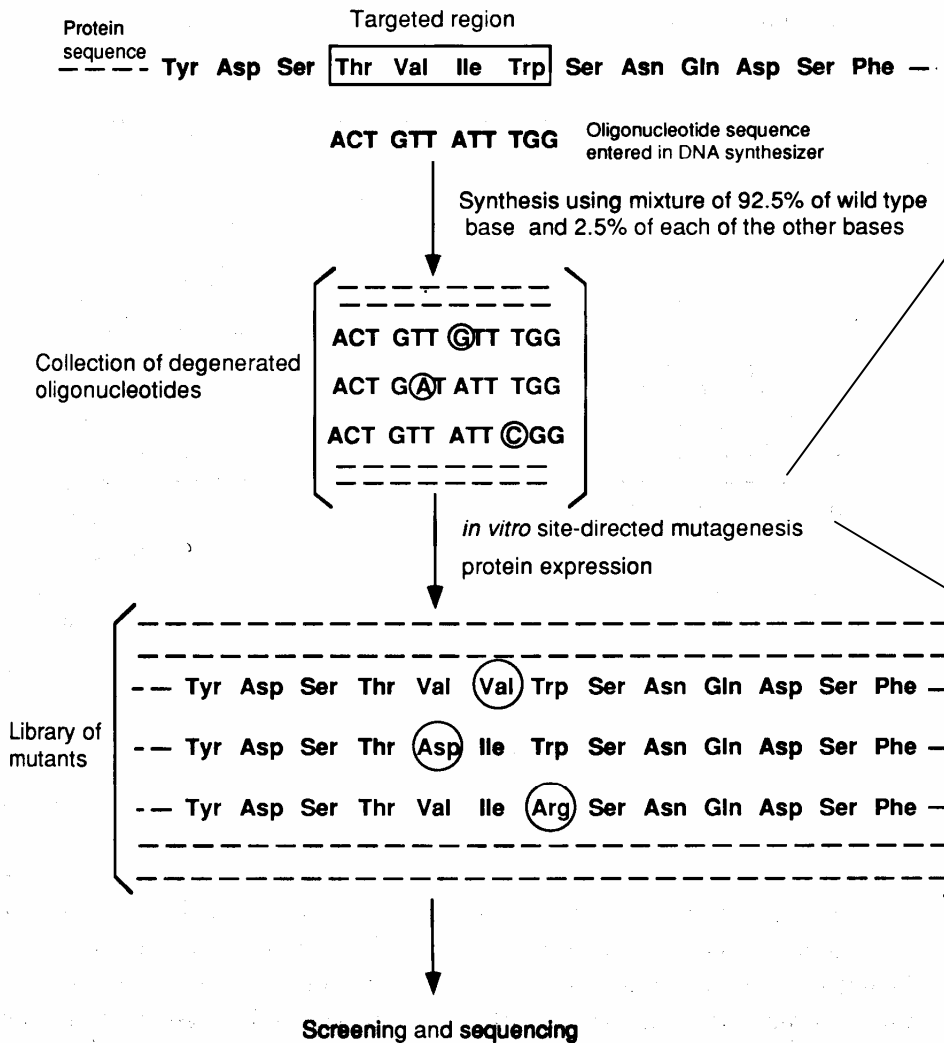 Targeted region
Protein
sequence
Tyr Asp Ser Thr Val Ile Trp Ser Asn Gln Asp Ser Phe
ACT GTT ATT TGG
Oligonucleotide sequence
entered in DNA synthesizer
Synthesis using mixture of 92.5% of wild type
base and 2.5% of each of the other bases
Collection of degenerated
oligonucleotides
ACT GTT GTT TGG
ACT GAT ATT TGG
ACT GTT ATT CGG
in vitro site-directed mutagenesis
protein expression
Library of
mutants
Tyr Asp Ser Thr Val Val Trp Ser Asn Gln Asp Ser Phe
Tyr Asp Ser Thr Asp Ile Trp Ser Asn Gln Asp Ser Phe
Tyr Asp Ser Thr Val Ile Arg Ser Asn Gln Asp Ser Phe
Screening and sequencing